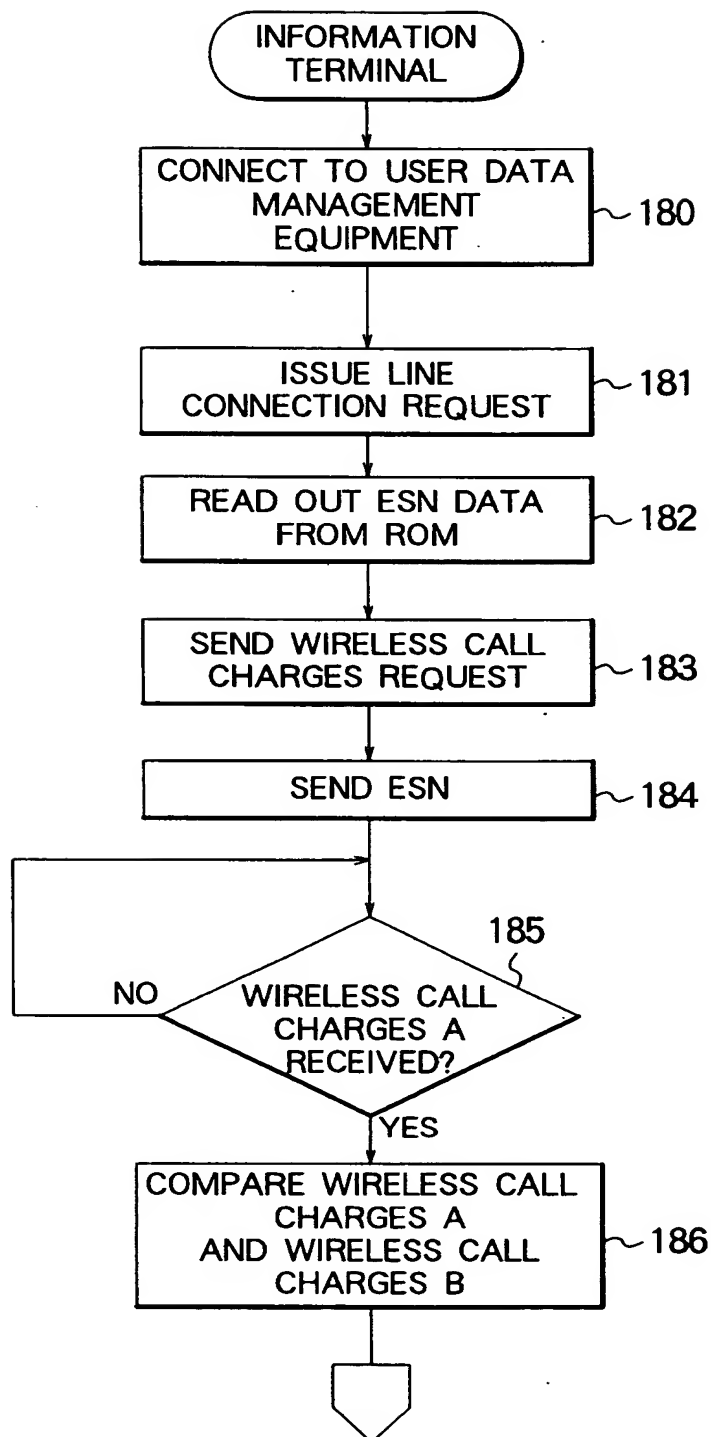 INFORMATION
TERMINAL
CONNECT TO USER DATA
MANAGEMENT
EQUIPMENT
180
ISSUE LINE
CONNECTION REQUEST
181
READ OUT ESN DATA
FROM ROM
182
SEND WIRELESS CALL
CHARGES REQUEST
183
SEND ESN
184
185
NO
WIRELESS CALL
CHARGES A
RECEIVED?
YES
COMPARE WIRELESS CALL
CHARGES A
AND WIRELESS CALL
CHARGES B
186